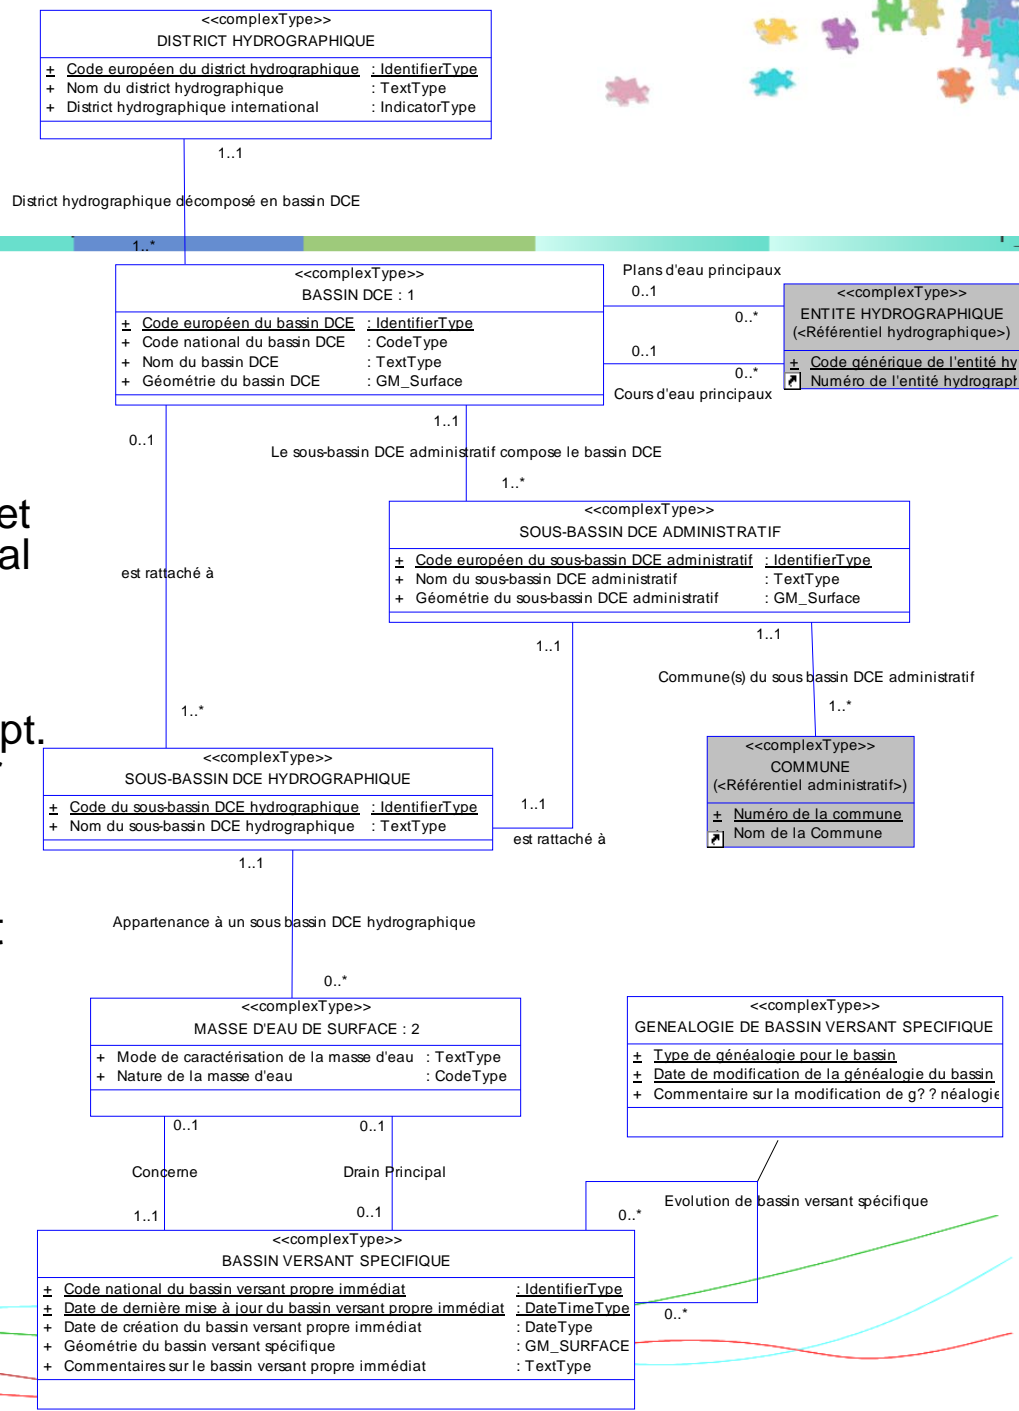 <<complexType>>
DISTRICT HYDROGRAPHIQUE
+ Code européen du district hydrographique : IdentifierType
+ Nom du district hydrographique : TextType
+ District hydrographique international : IndicatorType
1..1
District hydrographique décomposé en bassin DCE
1..*
<<complexType>>
BASSIN DCE : 1
+ Code européen du bassin DCE : IdentifierType
+ Code national du bassin DCE : CodeType
+ Nom du bassin DCE : TextType
+ Géométrie du bassin DCE : GM_Surface
Plans d'eau principaux
0..1
0..*
0..1
0..*
Cours d'eau principaux
<<complexType>>
ENTITE HYDROGRAPHIQUE
(<Référentiel hydrographique>)
+ Code générique de l'entité hy
Numéro de l'entité hydrograph
0..1
1..1
Le sous-bassin DCE administratif compose le bassin DCE
1..*
<<complexType>>
SOUS-BASSIN DCE ADMINISTRATIF
+ Code européen du sous-bassin DCE administratif : IdentifierType
+ Nom du sous-bassin DCE administratif : TextType
+ Géométrie du sous-bassin DCE administratif : GM_Surface
et
al
est rattaché à
1..1
1..1
Commune(s) du sous bassin DCE administratif
1..*
1..*
pt.
<<complexType>>
COMMUNE
(<Référentiel administratif>)
+ Numéro de la commune
Nom de la Commune
<<complexType>>
SOUS-BASSIN DCE HYDROGRAPHIQUE
+ Code du sous-bassin DCE hydrographique : IdentifierType
+ Nom du sous-bassin DCE hydrographique : TextType
1..1
est rattaché à
1..1
Appartenance à un sous bassin DCE hydrographique
0..*
<<complexType>>
MASSE D'EAU DE SURFACE : 2
+ Mode de caractérisation de la masse d'eau : TextType
+ Nature de la masse d'eau : CodeType
<<complexType>>
GENEALOGIE DE BASSIN VERSANT SPECIFIQUE
+ Type de généalogie pour le bassin
+ Date de modification de la généalogie du bassin
+ Commentaire sur la modification de g? ? néalogie
0..1
0..1
Concerne
Drain Principal
1..1
0..1
Evolution de bassin versant spécifique
0..*
0..*
<<complexType>>
BASSIN VERSANT SPECIFIQUE
+ Code national du bassin versant propre immédiat : IdentifierType
+ Date de dernière mise à jour du bassin versant propre immédiat : DateTimeType
+ Date de création du bassin versant propre immédiat : DateType
+ Géométrie du bassin versant spécifique : GM_SURFACE
+ Commentaires sur le bassin versant propre immédiat : TextType